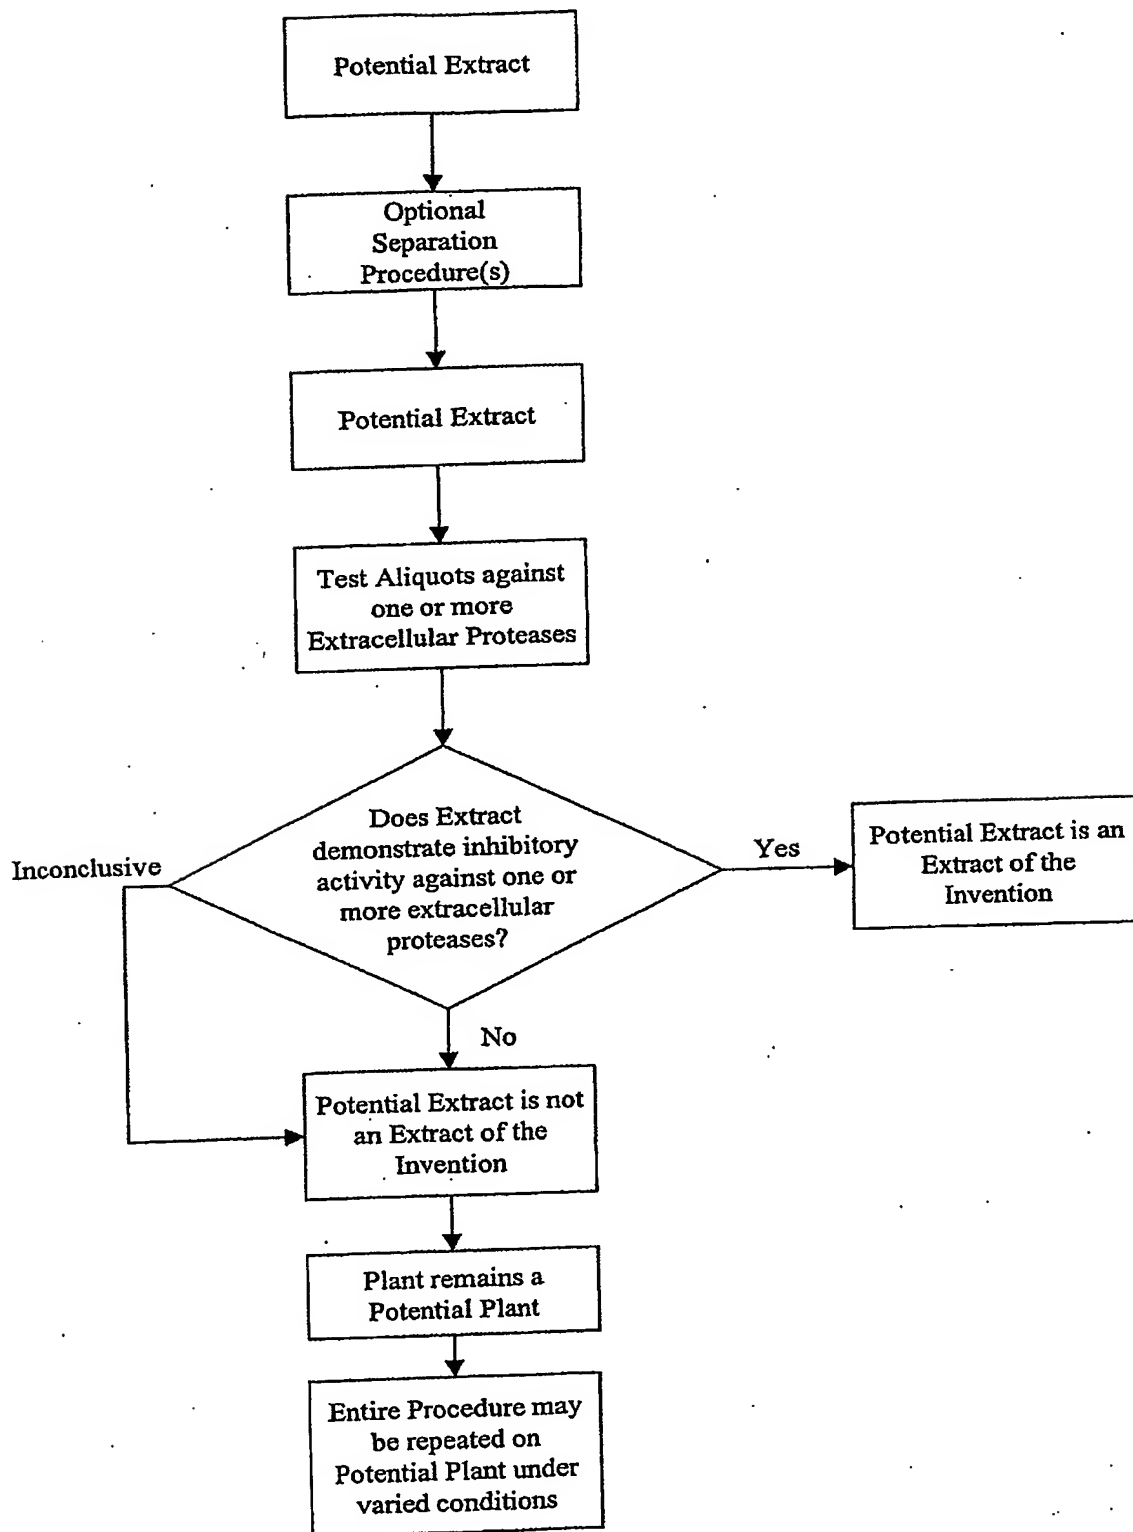 Potential Extract
Optional
Separation
Procedure(s)
Potential Extract
Test Aliquots against
one or more
Extracellular Proteases
Does Extract
demonstrate inhibitory
activity against one or
more extracellular
proteases?
Inconclusive
Yes
Potential Extract is an
Extract of the
Invention
No
Potential Extract is not
an Extract of the
Invention
Plant remains a
Potential Plant
Entire Procedure may
be repeated on
Potential Plant under
varied conditions